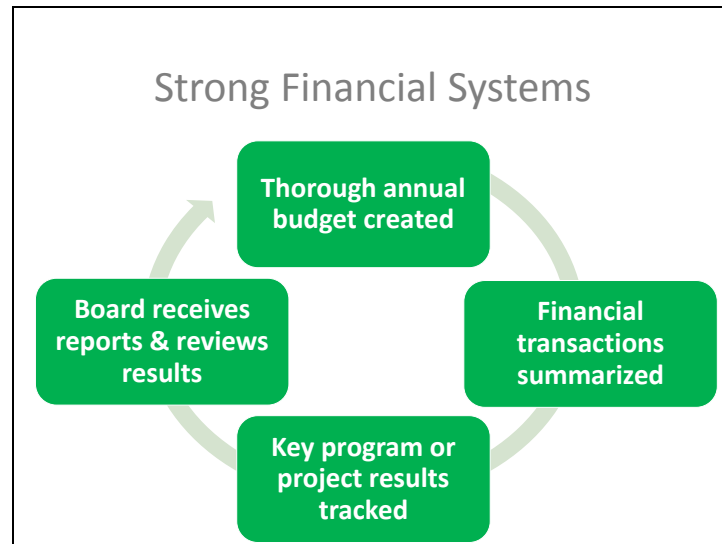 Strong Financial Systems
Thorough annual
budget created
Financial
transactions
summarized
Key program or
project results
tracked
Board receives
reports & reviews
results